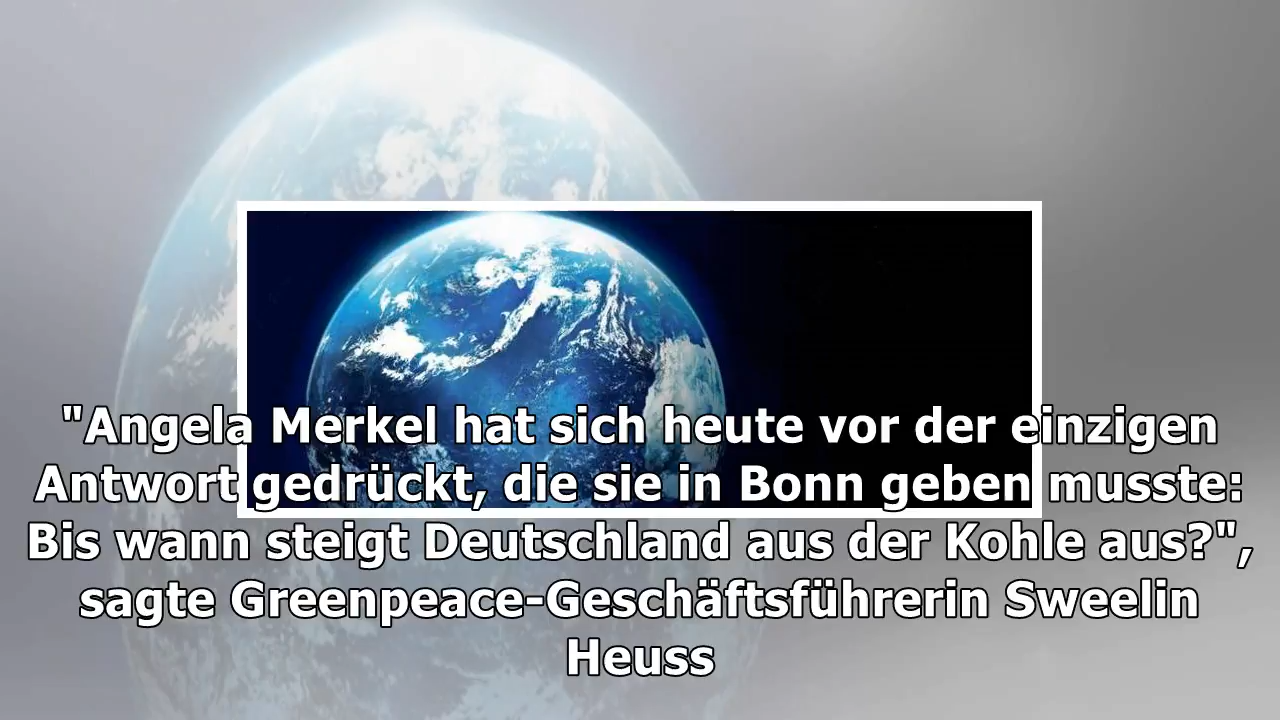 "Angela Merkel hat sich heute vor der einzigen
Antwort gedrückt, die sie in Bonn geben musste:
Bis wann steigt Deutschland aus der Kohle aus?",
sagte Greenpeace-Geschäftsführerin Sweelin
Heuss